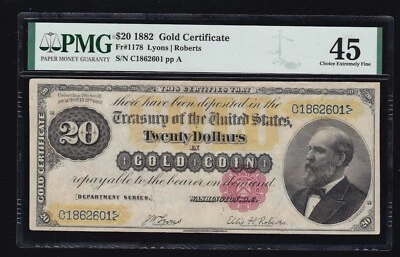 PMG
PAPER MONEY GUARANTY
$20 1882 Gold Certificate
Fr#1178 Lyons | Roberts
S/N C1862601 pp A
45
Choice Extremely Fine
THIS CERTIFIES THAT
there have been deposited in the
C1862601
Treasury of the United States,
20
Twenty Dollars
IN
GOLD COIN
repayable to the bearer on demand
WASHINGTON, D.C.
DEPARTMENT SERIES.
C1862601
GOLD CERTIFICATE
20
20